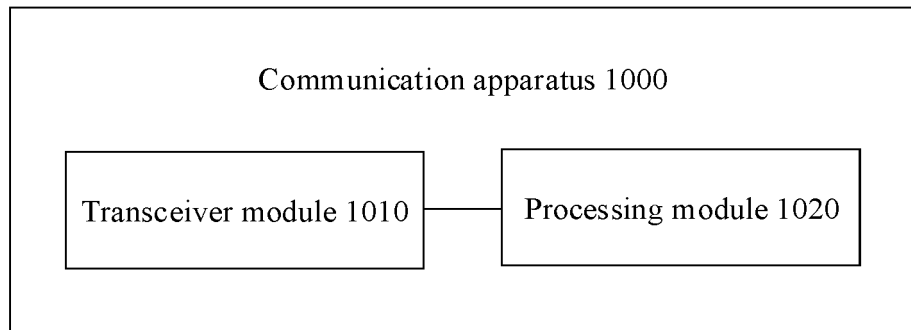 Communication apparatus 1000
Transceiver module 1010
Processing module 1020